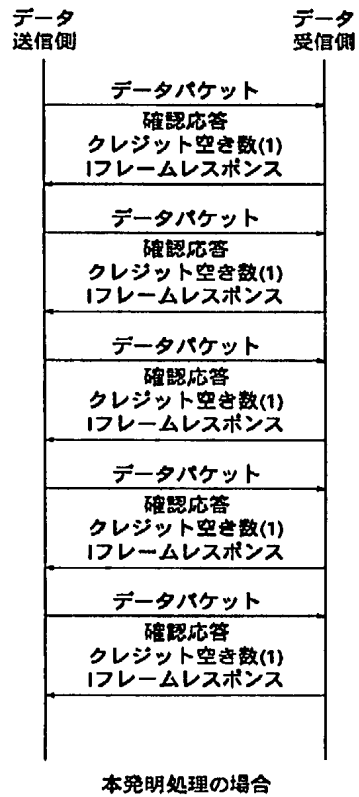 データ
送信側
データ
受信側
データパケット
確認応答
クレジット空き数(1)
Iフレームレスポンス
データパケット
確認応答
クレジット空き数(1)
Iフレームレスポンス
データパケット
確認応答
クレジット空き数(1)
Iフレームレスポンス
データパケット
確認応答
クレジット空き数(1)
Iフレームレスポンス
データパケット
確認応答
クレジット空き数(1)
Iフレームレスポンス
本発明処理の場合